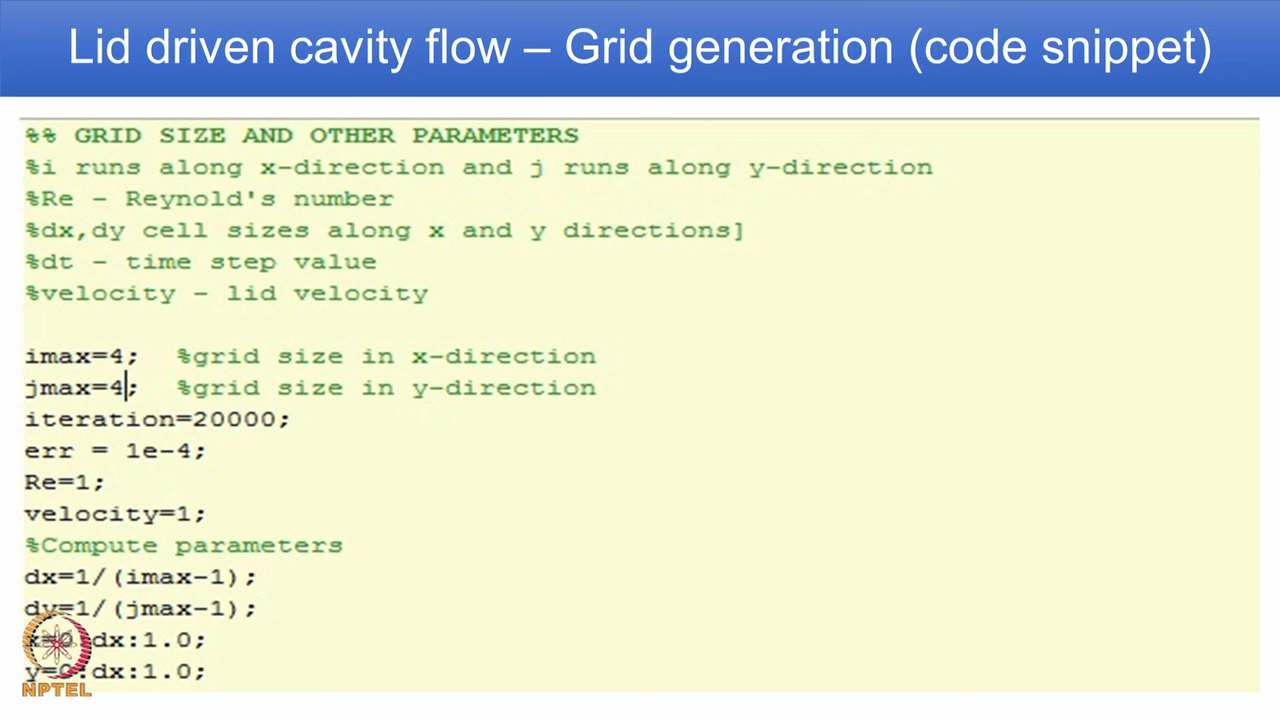 Lid driven cavity flow – Grid generation (code snippet)
%% GRID SIZE AND OTHER PARAMETERS
%i runs along x-direction and j runs along y-direction
%Re - Reynold's number
%dx,dy cell sizes along x and y directions]
%dt - time step value
%velocity - lid velocity
imax=4; %grid size in x-direction
jmax=4; %grid size in y-direction
iteration=20000;
err = 1e-4;
Re=1;
velocity=1;
%Compute parameters
dx=1/(imax-1);
dy=1/(jmax-1);
x=0:dx:1.0;
y=0:dx:1.0;
NPTEL